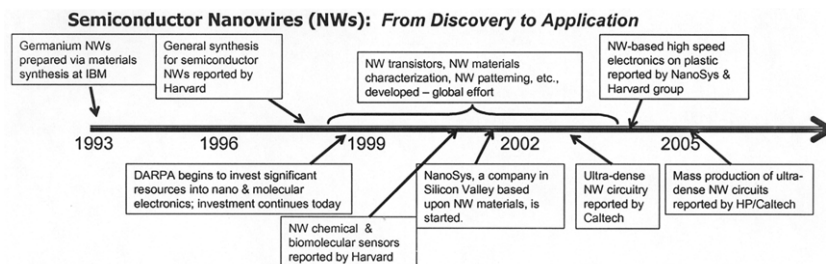 Semiconductor Nanowires (NWs): From Discovery to Application
Germanium NWs
prepared via materials
synthesis at IBM
General synthesis
for semiconductor
NWs reported by
Harvard
NW transistors, NW materials
characterization, NW patterning, etc.,
developed – global effort
NW-based high speed
electronics on plastic
reported by NanoSys &
Harvard group
1993
1996
1999
2002
2005
DARPA begins to invest significant
resources into nano & molecular
electronics; investment continues today
NW chemical &
biomolecular sensors
reported by Harvard
NanoSys, a company in
Silicon Valley based
upon NW materials, is
started.
Ultra-dense
NW circuitry
reported by
Caltech
Mass production of ultra-
dense NW circuits
reported by HP/Caltech